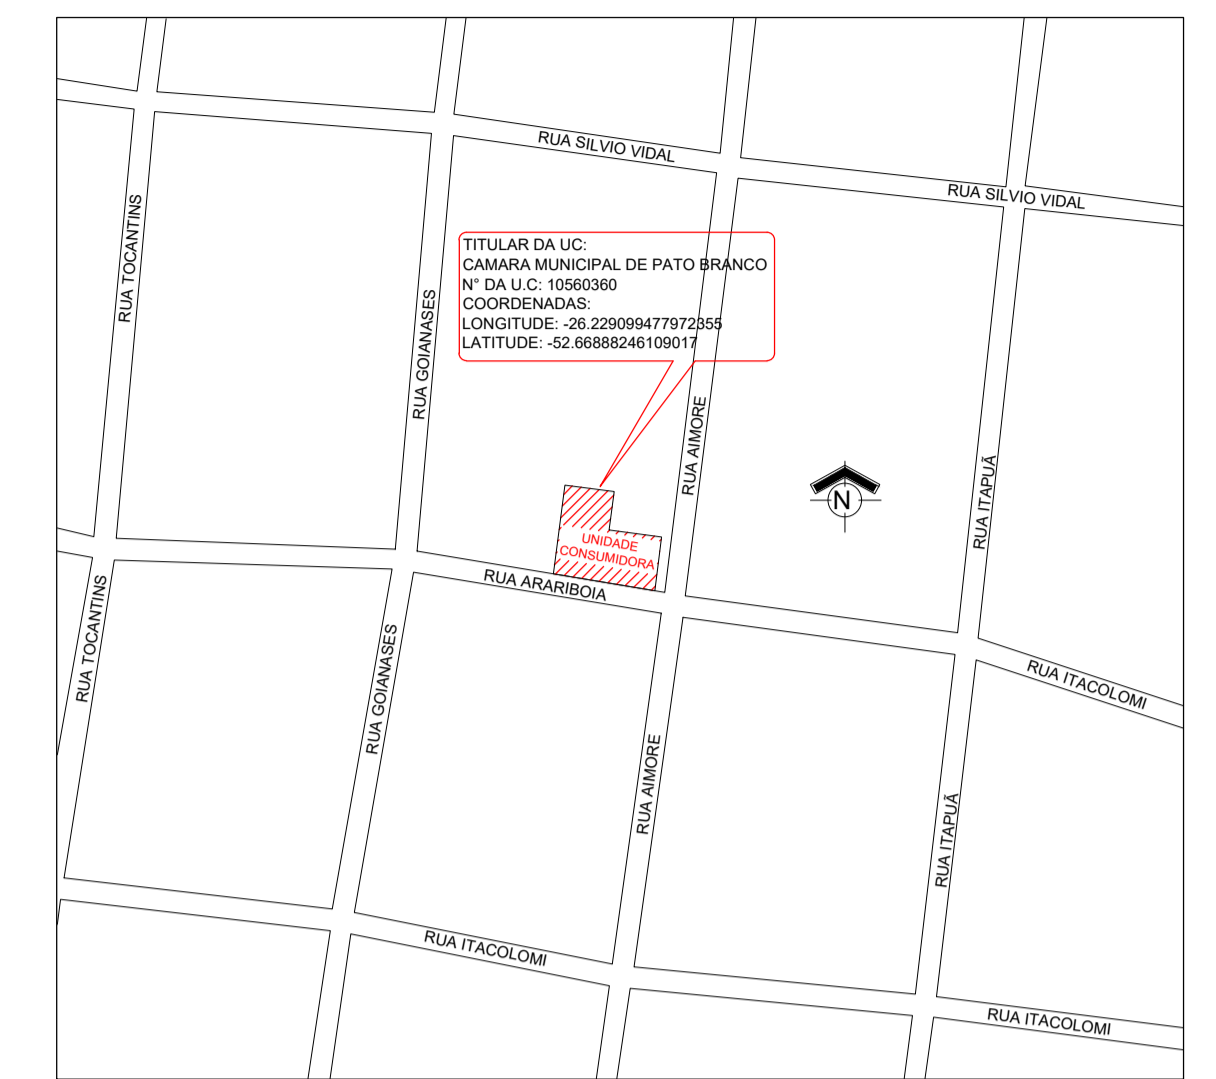 RUA SILVIO VIDAL
RUA SILVIO VIDAL
RUA TOCANTINS
TITULAR DA UC:
CAMARA MUNICIPAL DE PATO BRANCO
N° DA U.C: 10560360
COORDENADAS:
LONGITUDE: -26.229099477972355
LATITUDE: -52.66888246109017
RUA GOIANASES
RUA AIMORE
N
RUA ITAPUÃ
UNIDADE
CONSUMIDORA
RUA ARARIBOIA
RUA TOCANTINS
RUA GOIANASES
RUA ITACOLOMI
RUA AIMORE
RUA ITAPUÃ
RUA ITACOLOMI
RUA ITACOLOMI